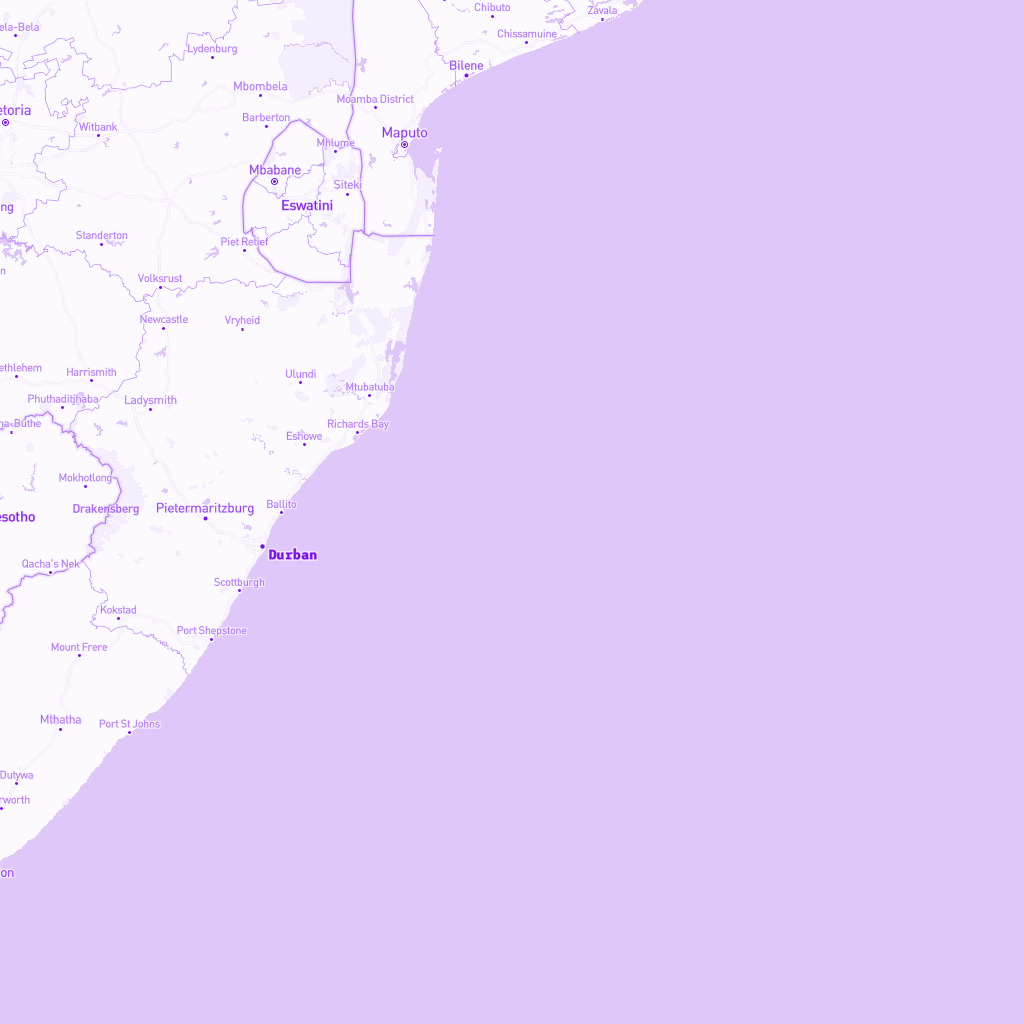 Chibuto
Zavala
ela-Bela
Chissamuine
Lydenburg
Bilene
Mbombela
Moamba District
etoria
Barberton
Witbank
Maputo
Mhlume
Mbabane
Siteki
Eswatini
ng
Standerton
Piet Relief
n
Volksrust
Newcastle
Vryheid
ethlehem
Harrismith
Ulundi
Mtubatuba
Phuthaditjhaba
Ladysmith
ha-Buthe
Richards Bay
Eshowe
Mokhotlong
Drakensberg
Pietermaritzburg
Ballito
esotho
Durban
Qacha's Nek
Scottburgh
Kokstad
Port Shepstone
Mount Frere
Mthatha
Port St Johns
Dutywa
rworth
on